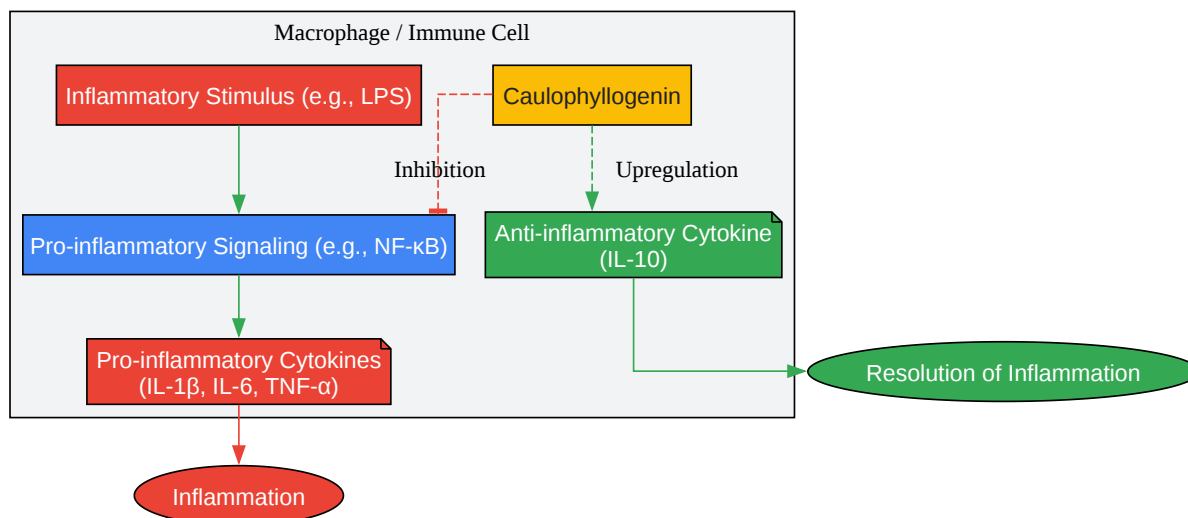 Macrophage / Immune Cell
Inflammatory Stimulus (e.g., LPS)
Caulophyllogenin
Inhibition
Upregulation
Pro-inflammatory Signaling (e.g., NF-κB)
Anti-inflammatory Cytokine
(IL-10)
Pro-inflammatory Cytokines
(IL-1β, IL-6, TNF-α)
Resolution of Inflammation
Inflammation